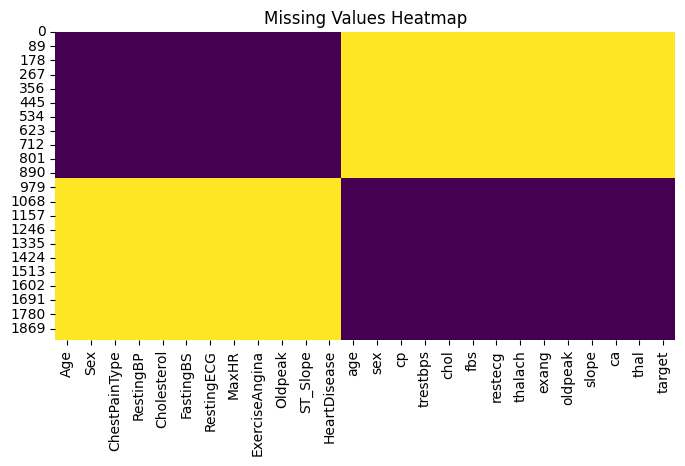 Missing Values Heatmap
0
89
178
267
356
445
534
623
712
801
890
979
1068
1157
1246
1335
1424
1513
1602
1691
1780
1869
Age
Sex
ChestPainType
RestingBP
Cholesterol
FastingBS
RestingECG
MaxHR
ExerciseAngina
Oldpeak
ST_Slope
HeartDisease
age
sex
cp
trestbps
chol
fbs
restecg
thalach
exang
oldpeak
slope
ca
thal
target